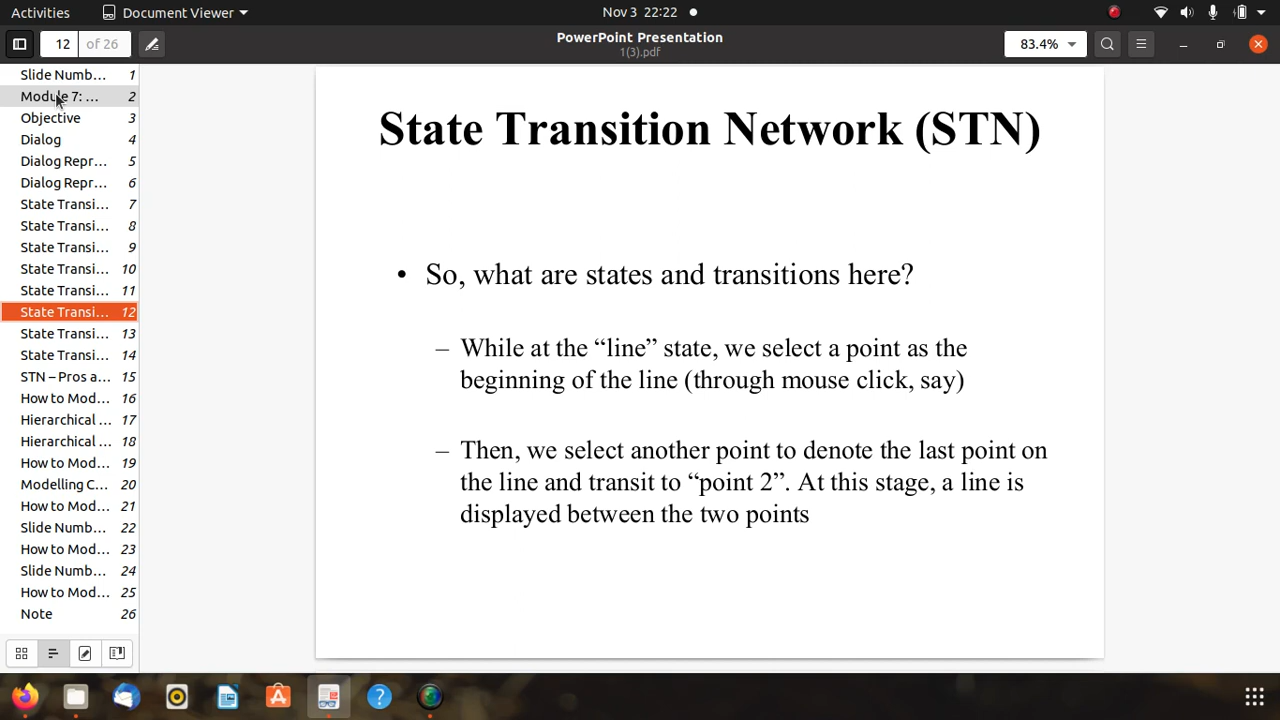 Activities
Document Viewer
Nov 3 22:22
12 of 26
PowerPoint Presentation
1(3).pdf
83.4%
Slide Numb... 1
Module 7: ... 2
Objective 3
Dialog 4
Dialog Repr... 5
Dialog Repr... 6
State Transi... 7
State Transi... 8
State Transi... 9
State Transi... 10
State Transi... 11
State Transi... 12
State Transi... 13
State Transi... 14
STN – Pros a... 15
How to Mod... 16
Hierarchical ... 17
Hierarchical ... 18
How to Mod... 19
Modelling C... 20
How to Mod... 21
Slide Numb... 22
How to Mod... 23
Slide Numb... 24
How to Mod... 25
Note 26
State Transition Network (STN)
• So, what are states and transitions here?
– While at the “line” state, we select a point as the
beginning of the line (through mouse click, say)
– Then, we select another point to denote the last point on
the line and transit to “point 2”. At this stage, a line is
displayed between the two points